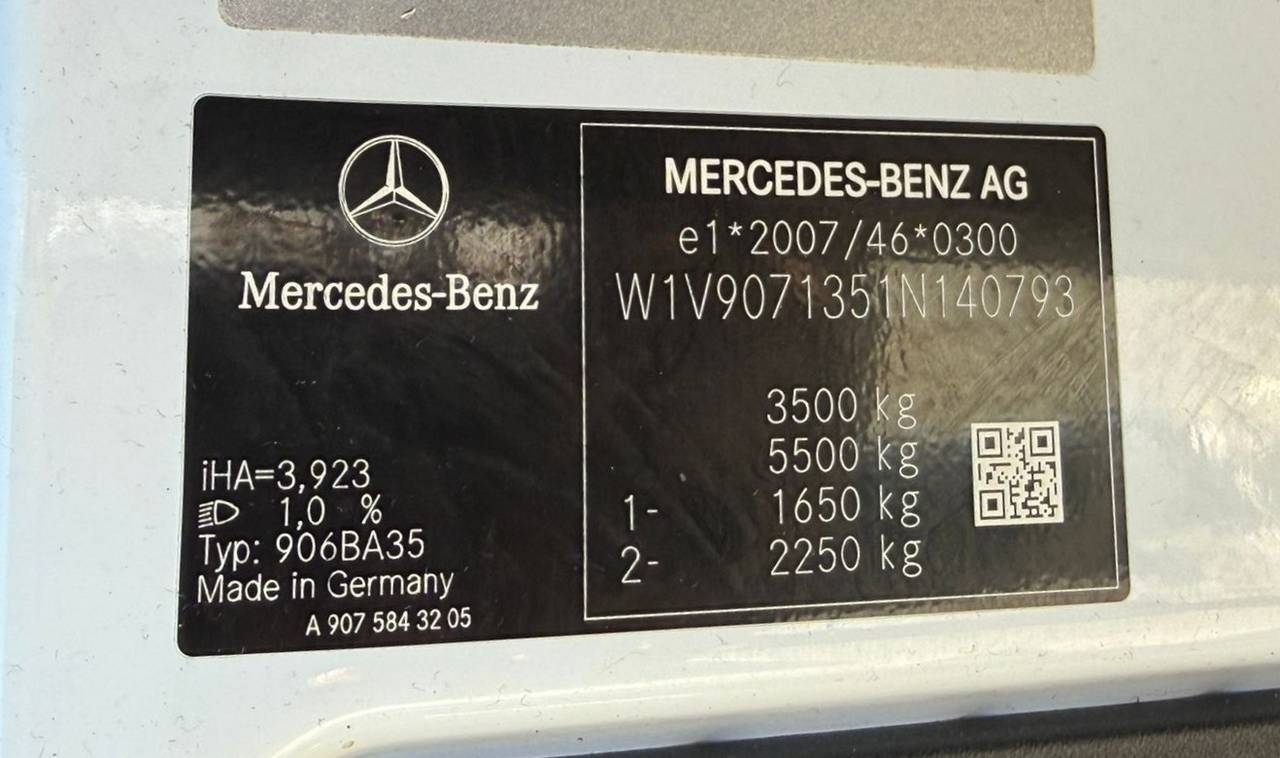 Mercedes-Benz
iHA=3,923
1,0 %
Typ: 906BA35
Made in Germany
A 907 584 32 05
MERCEDES-BENZ AG
e1*2007/46*0300
W1V9071351N140793
3500 kg
5500 kg
1- 1650 kg
2- 2250 kg